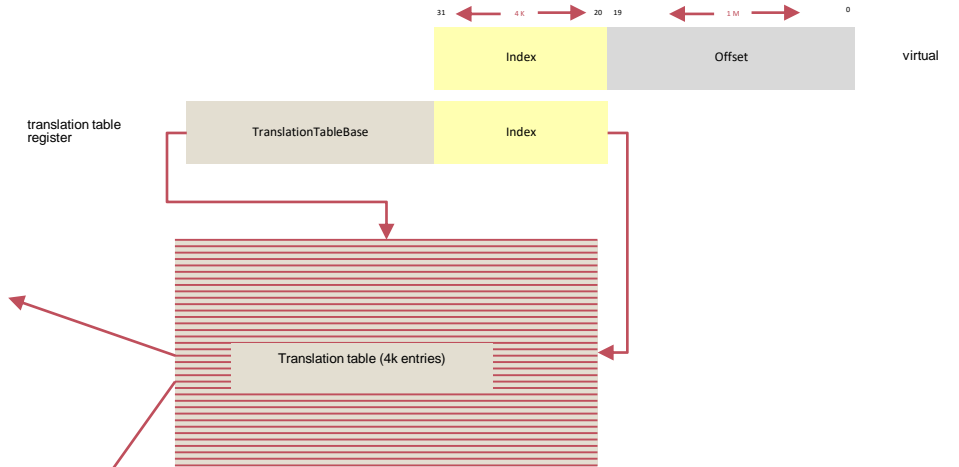 31 4 K 20 19 1 M 0
Index Offset virtual
translation table
register
TranslationTableBase Index
Translation table (4k entries)